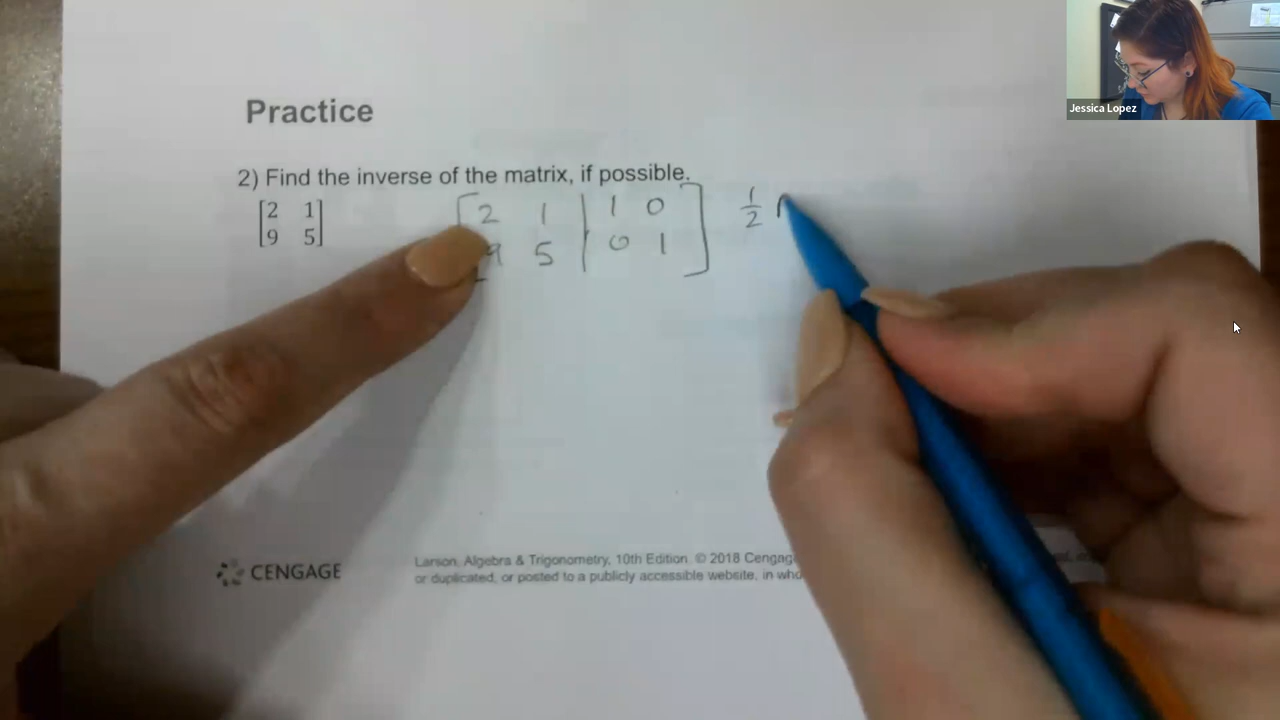 Jessica Lopez
Practice
2) Find the inverse of the matrix, if possible.
2 1
9 5
2 1 | 1 0
9 5 | 0 1
1/2 r
CENGAGE
Larson, Algebra & Trigonometry, 10th Edition. © 2018 Cengag
or duplicated, or posted to a publicly accessible website, in who